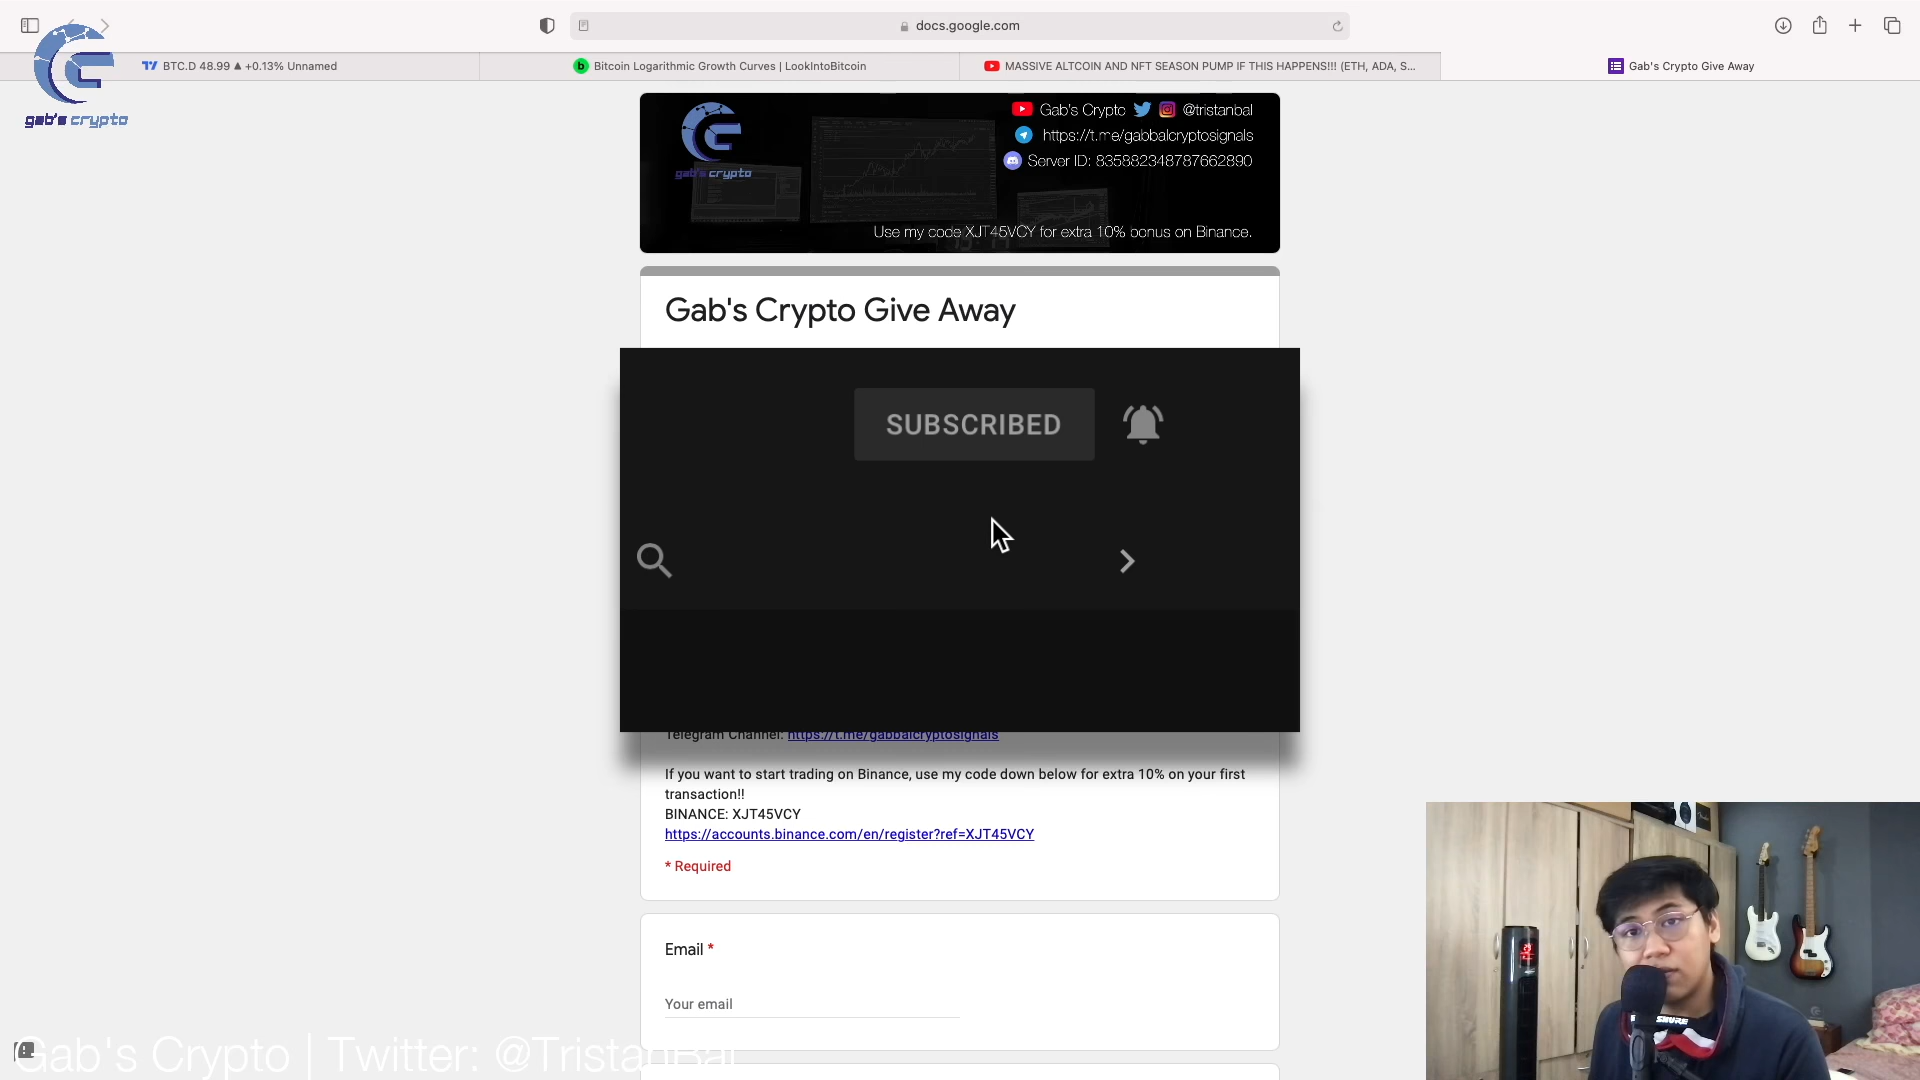 docs.google.com
BTC.D 48.99 ▲ +0.13% Unnamed
Bitcoin Logarithmic Growth Curves | LookIntoBitcoin
MASSIVE ALTCOIN AND NFT SEASON PUMP IF THIS HAPPENS!!! (ETH, ADA, S...
Gab's Crypto Give Away
gab's crypto
Gab's Crypto @tristanbal
https://t.me/gabbalcryptosignals
Server ID: 835882348787662890
gab's crypto
Use my code XJT45VCY for extra 10% bonus on Binance.
Gab's Crypto Give Away
SUBSCRIBED
Telegram Channel: https://t.me/gabbalcryptosignals
If you want to start trading on Binance, use my code down below for extra 10% on your first
transaction!!
BINANCE: XJT45VCY
https://accounts.binance.com/en/register?ref=XJT45VCY
* Required
Email *
Your email
SHURE
Gab's Crypto | Twitter: @TristanBal